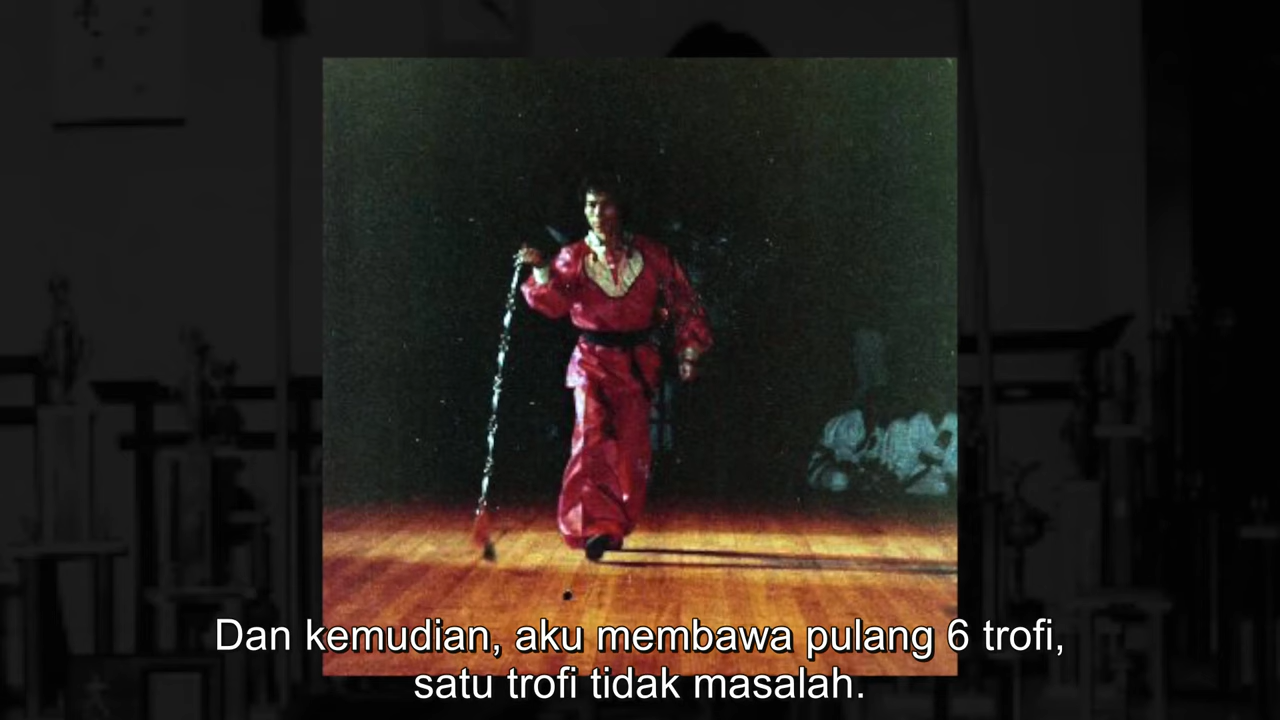 Dan kemudian, aku membawa pulang 6 trofi,
satu trofi tidak masalah.